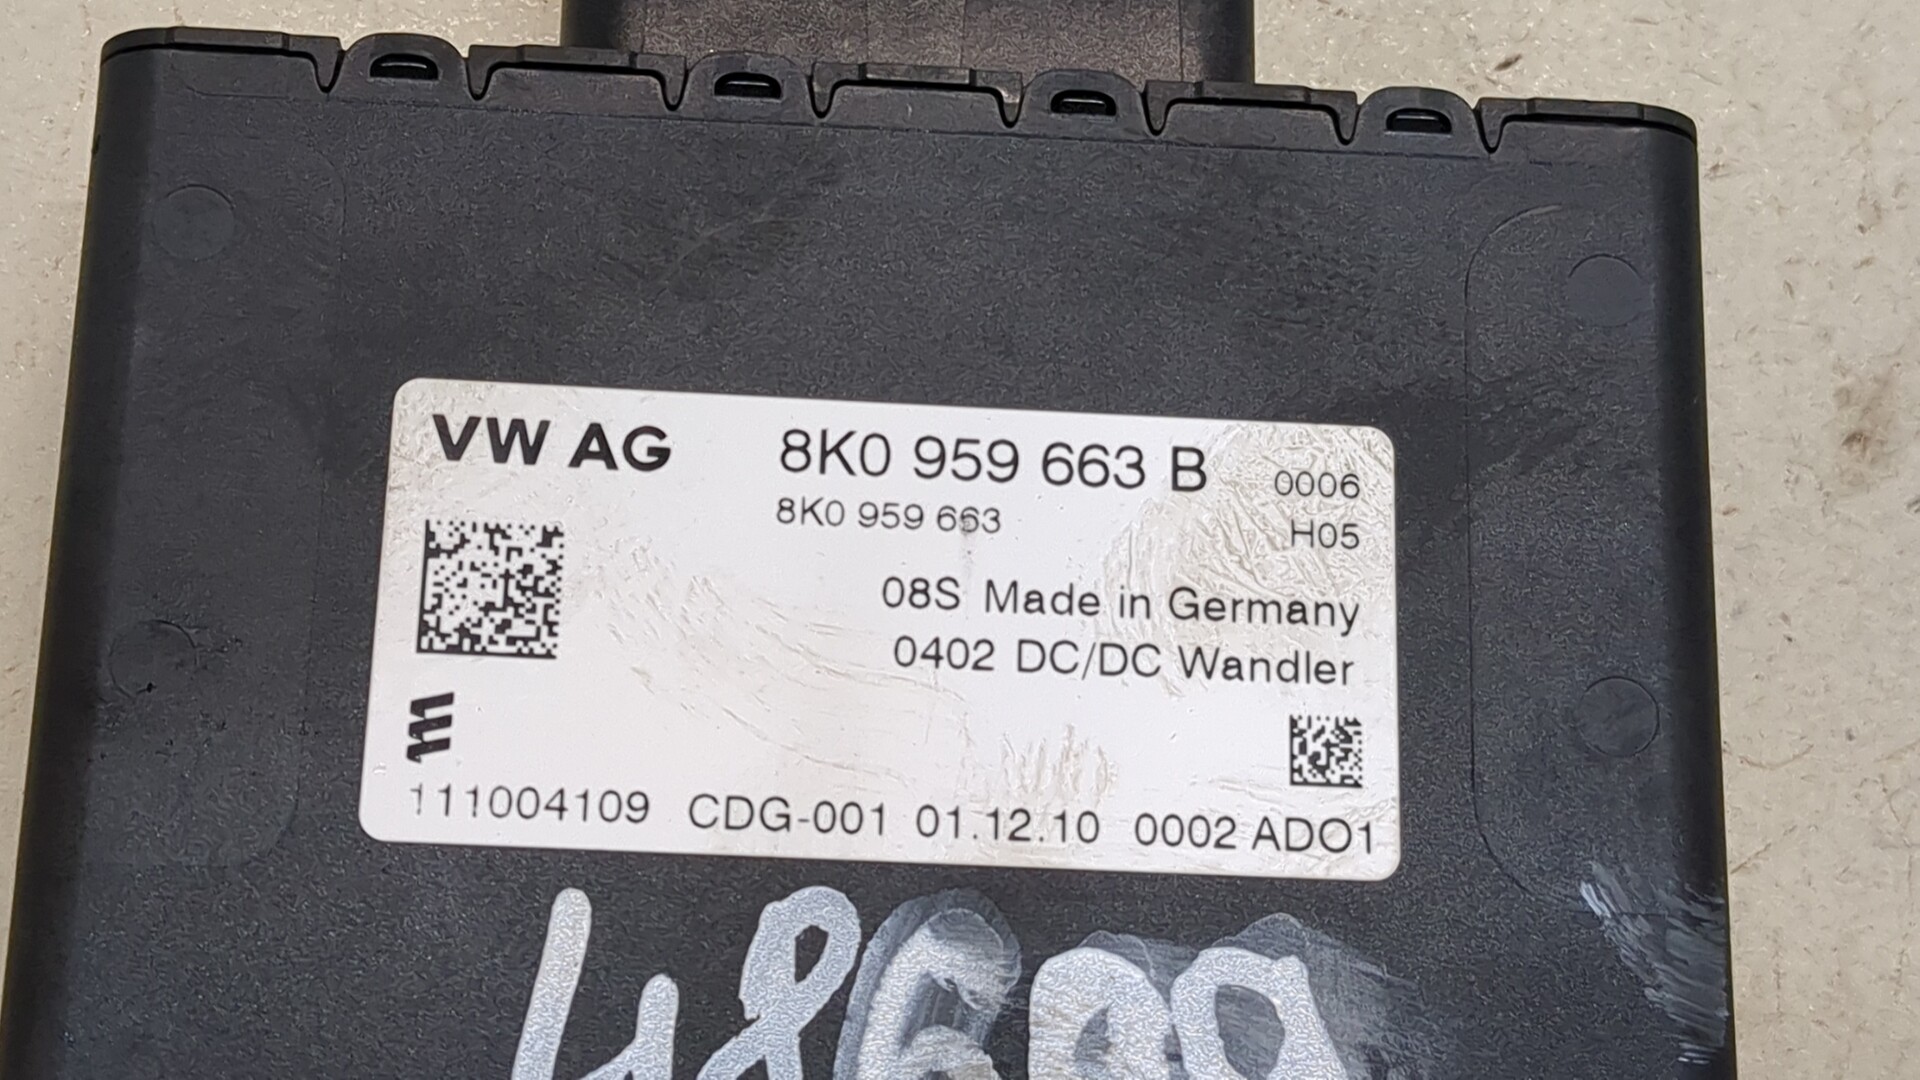 VW AG 8K0 959 663 B 0006
8K0 959 663 H05
08S Made in Germany
0402 DC/DC Wandler
111004109 CDG-001 01.12.10 0002 ADO1